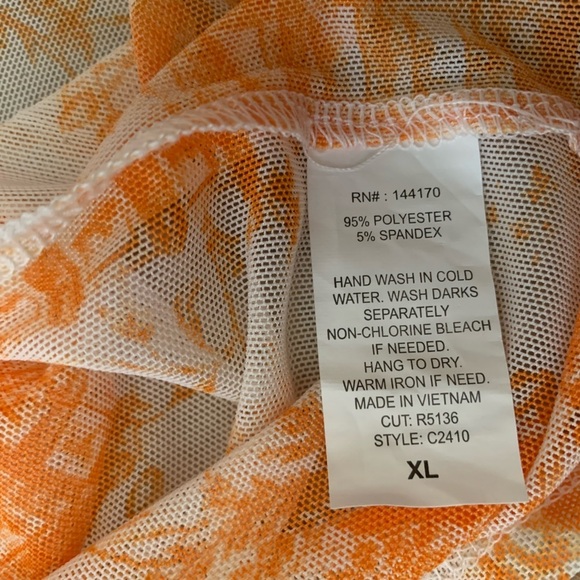 RN# : 144170
95% POLYESTER
5% SPANDEX
HAND WASH IN COLD
WATER. WASH DARKS
SEPARATELY
NON-CHLORINE BLEACH
IF NEEDED.
HANG TO DRY.
WARM IRON IF NEED.
MADE IN VIETNAM
CUT: R5136
STYLE: C2410
XL